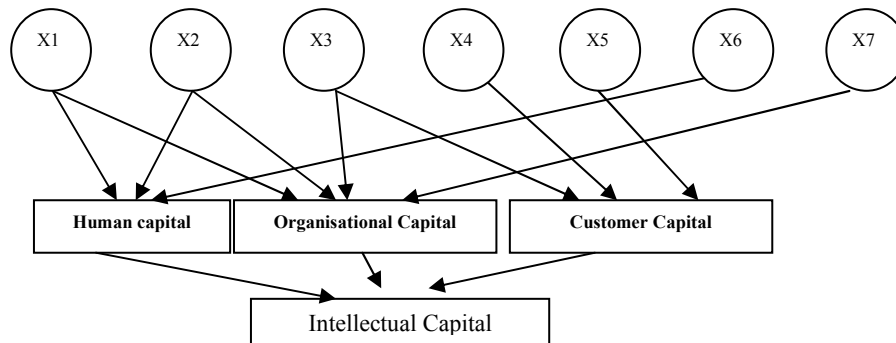 X1 X2 X3 X4 X5 X6 X7
Human capital Organisational Capital Customer Capital
Intellectual Capital